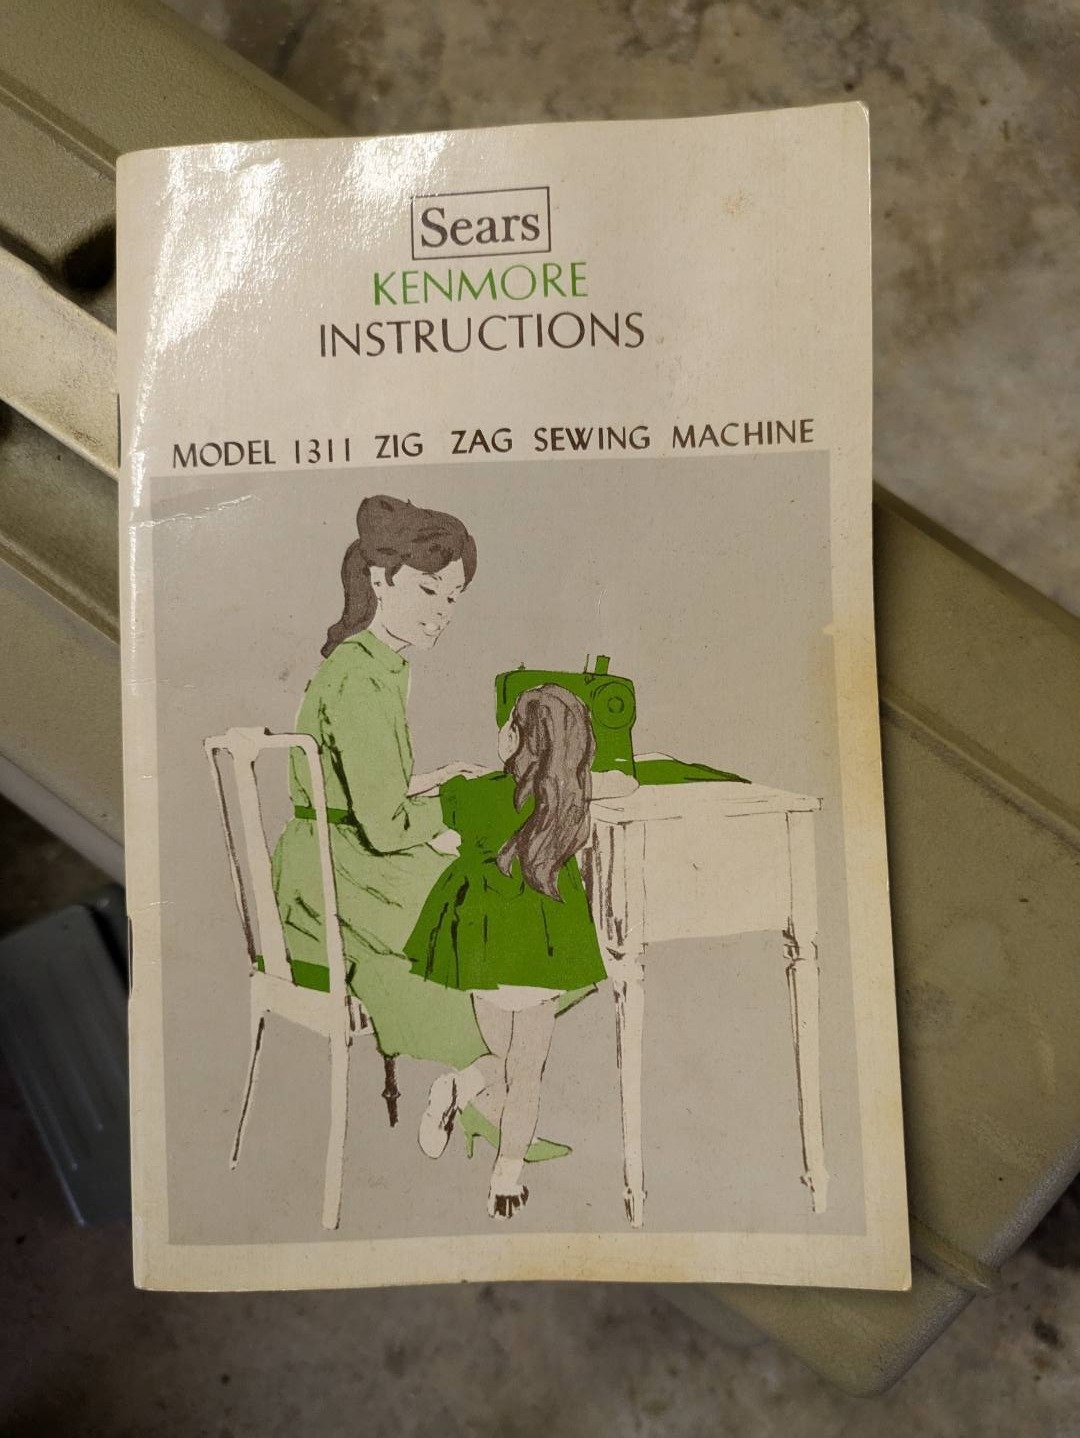 Sears
KENMORE
INSTRUCTIONS
MODEL 1311 ZIG ZAG SEWING MACHINE